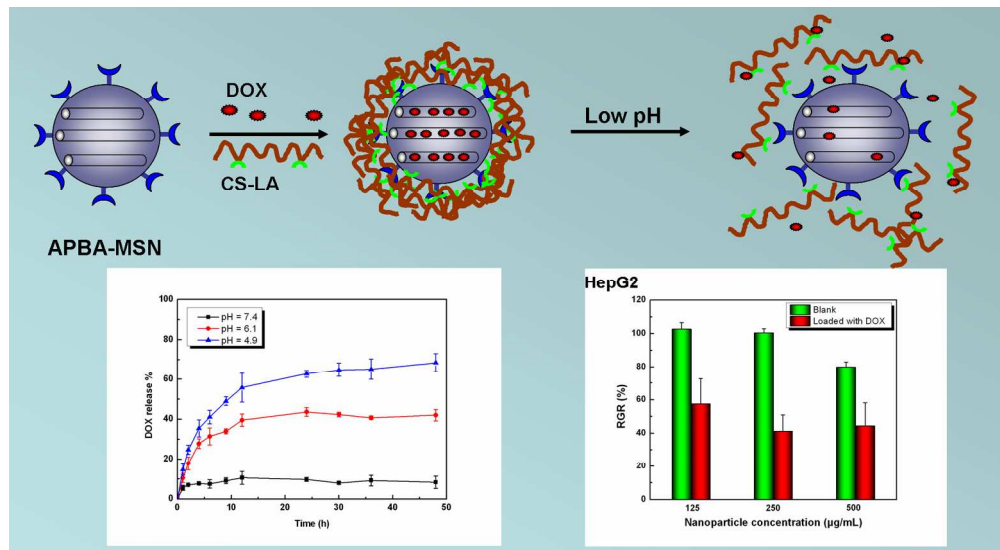 DOX
CS-LA
Low pH
APBA-MSN
DOX release %
100
80
60
40
20
0
pH = 7.4
pH = 6.1
pH = 4.9
0
10
20
30
40
50
Time (h)
HepG2
RGR (%)
120
100
80
60
40
20
0
Blank
Loaded with DOX
125
250
500
Nanoparticle concentration (µg/mL)